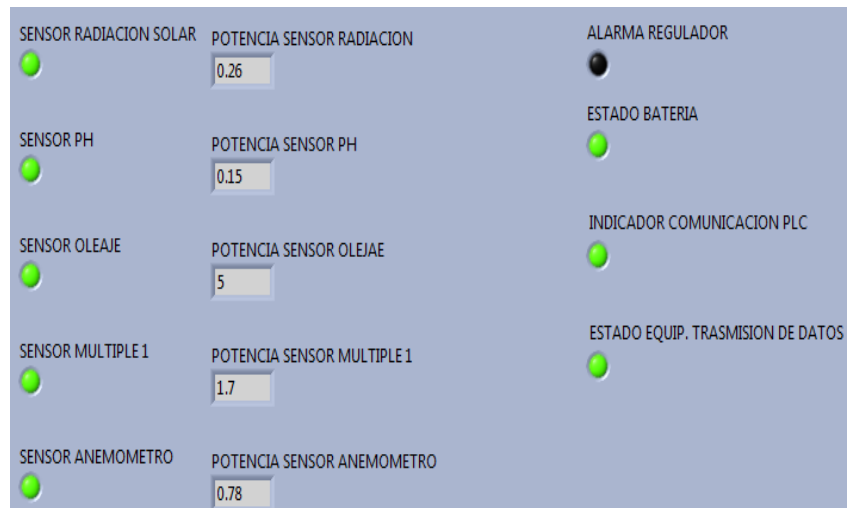 SENSOR RADIACION SOLAR
POTENCIA SENSOR RADIACION
0.26
SENSOR PH
POTENCIA SENSOR PH
0.15
SENSOR OLEAJE
POTENCIA SENSOR OLEJAE
5
SENSOR MULTIPLE 1
POTENCIA SENSOR MULTIPLE 1
1.7
SENSOR ANEMOMETRO
POTENCIA SENSOR ANEMOMETRO
0.78
ALARMA REGULADOR
ESTADO BATERIA
INDICADOR COMUNICACION PLC
ESTADO EQUIP. TRASMISION DE DATOS